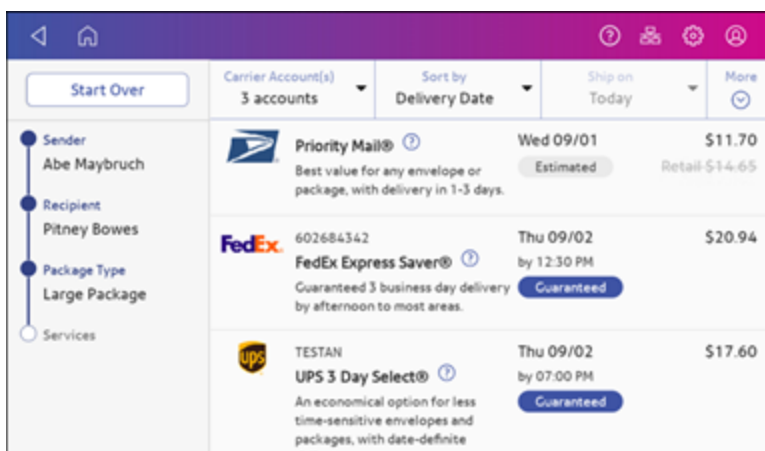 Start Over
Carrier Account(s)
3 accounts
Sort by
Delivery Date
Ship on
Today
More
Sender
Abe Maybruch
Recipient
Pitney Bowes
Package Type
Large Package
Services
Priority Mail® ?
Best value for any envelope or
package, with delivery in 1-3 days.
Wed 09/01
Estimated
$11.70
Retail $14.65
FedEx.
602684342
FedEx Express Saver® ?
Guaranteed 3 business day delivery
by afternoon to most areas.
Thu 09/02
by 12:30 PM
Guaranteed
$20.94
ups
TESTAN
UPS 3 Day Select® ?
An economical option for less
time-sensitive envelopes and
packages, with date-definite
Thu 09/02
by 07:00 PM
Guaranteed
$17.60